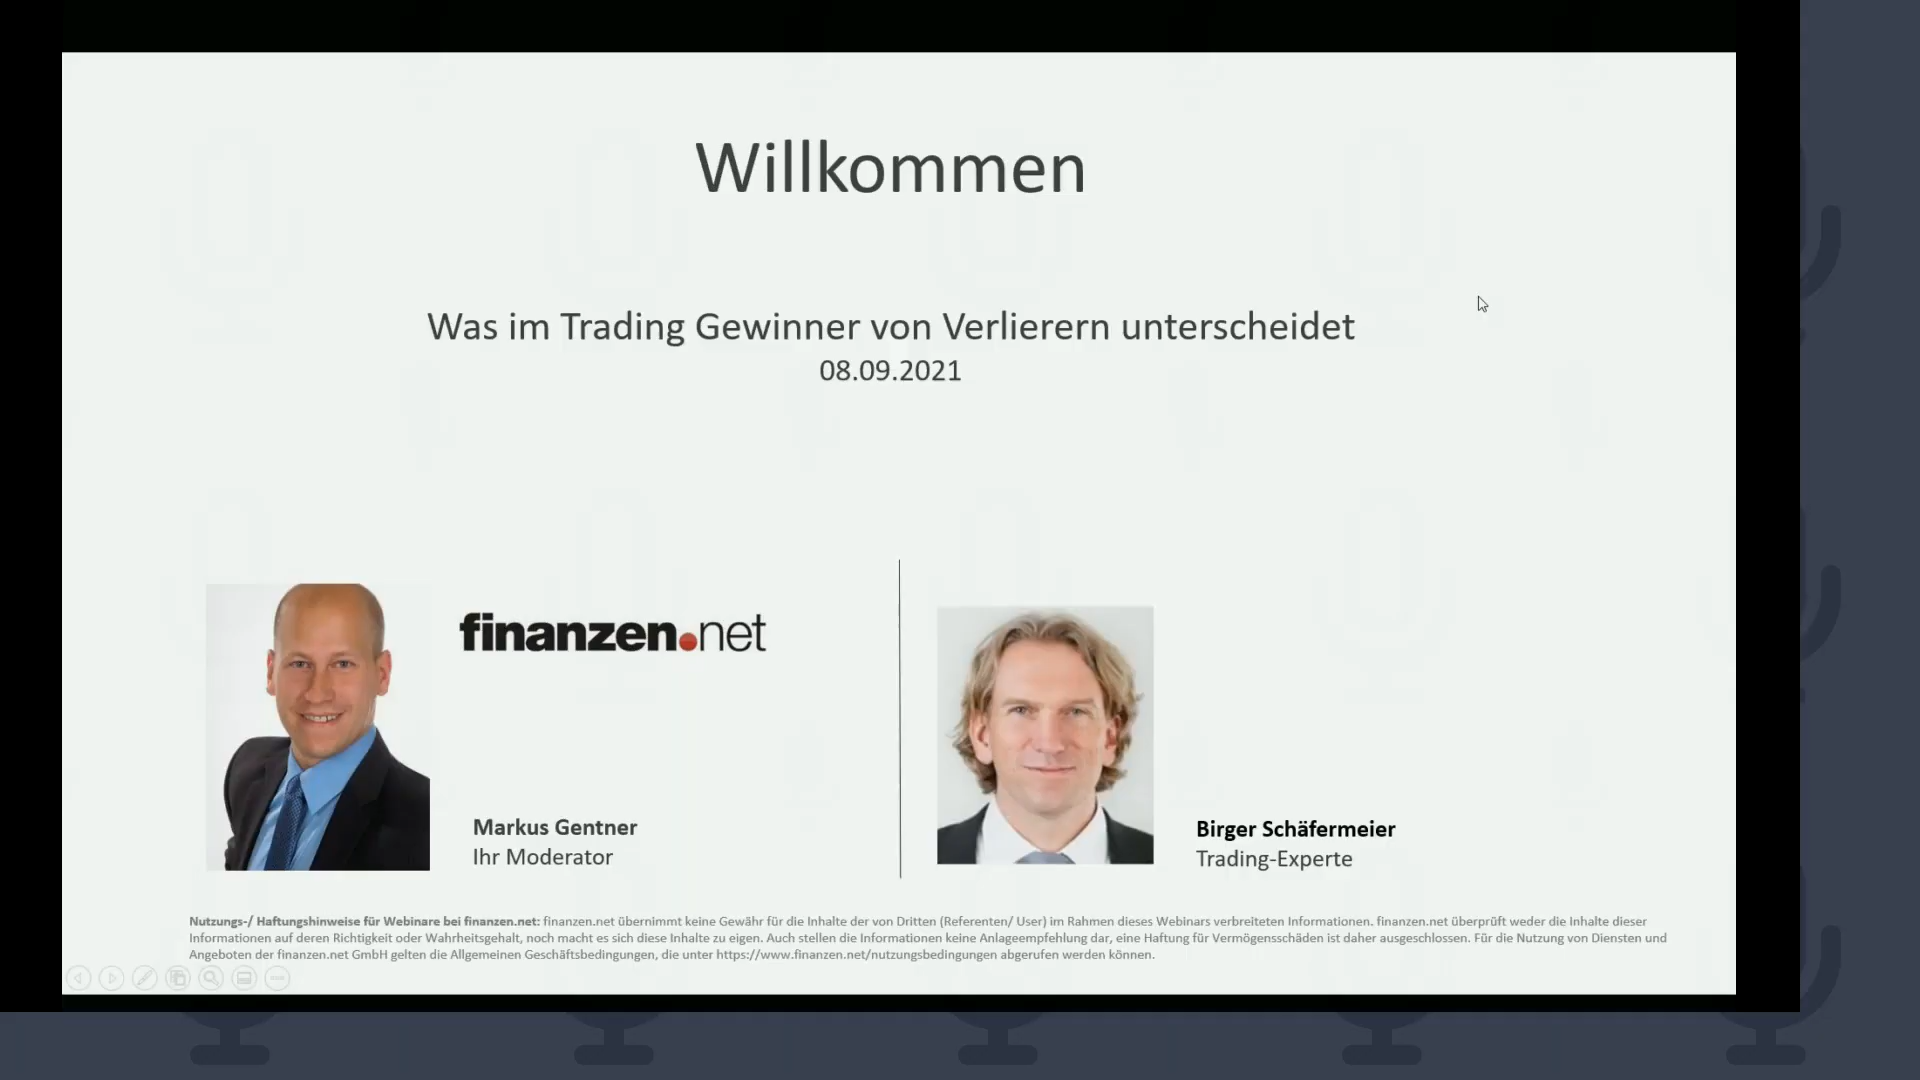 Willkommen
Was im Trading Gewinner von Verlierern unterscheidet
08.09.2021
finanzen.net
Markus Gentner
Ihr Moderator
Birger Schäfermeier
Trading-Experte
Nutzungs-/ Haftungshinweise für Webinare bei finanzen.net: finanzen.net übernimmt keine Gewähr für die Inhalte der von Dritten (Referenten/ User) im Rahmen dieses Webinars verbreiteten Informationen. finanzen.net überprüft weder die Inhalte dieser
Informationen auf deren Richtigkeit oder Wahrheitsgehalt, noch macht es sich diese Inhalte zu eigen. Auch stellen die Informationen keine Anlageempfehlung dar, eine Haftung für Vermögensschäden ist daher ausgeschlossen. Für die Nutzung von Diensten und
Angeboten der finanzen.net GmbH gelten die Allgemeinen Geschäftsbedingungen, die unter https://www.finanzen.net/nutzungsbedingungen abgerufen werden können.